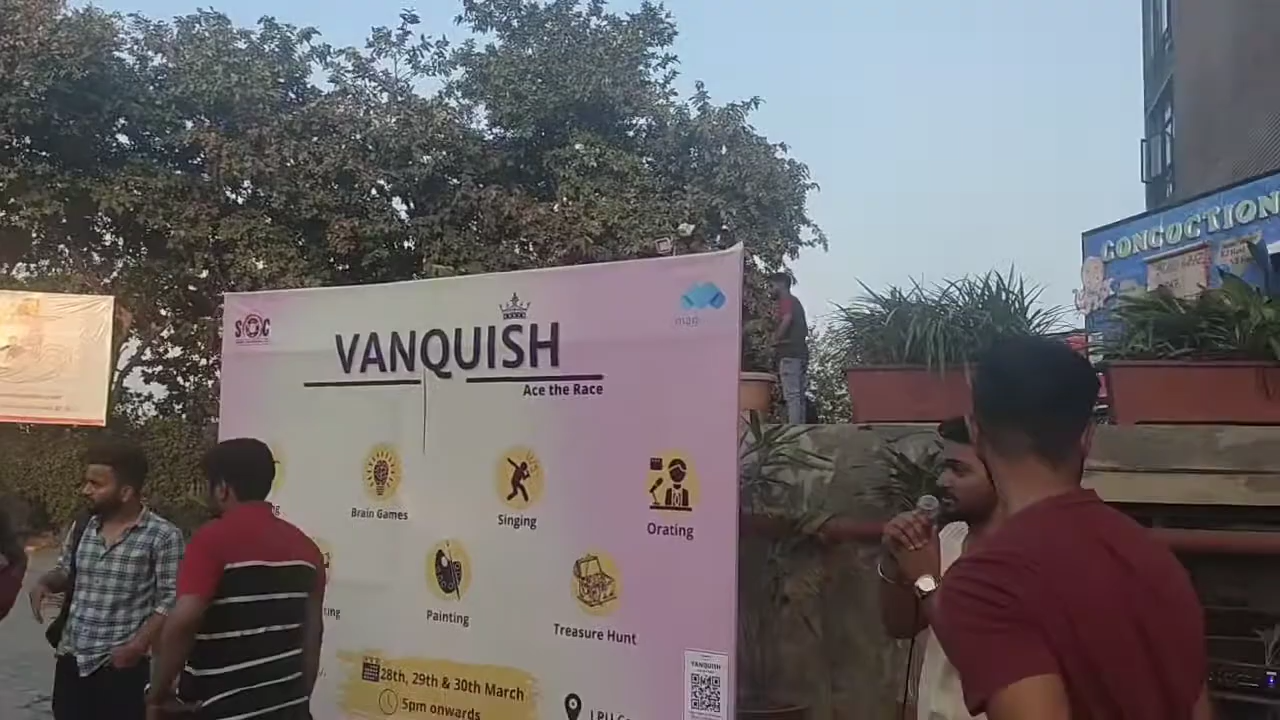 SOC
VANQUISH
Ace the Race
Brain Games
Singing
Orating
Painting
Treasure Hunt
28th, 29th & 30th March
5pm onwards
VANQUISH
CONCOCTION